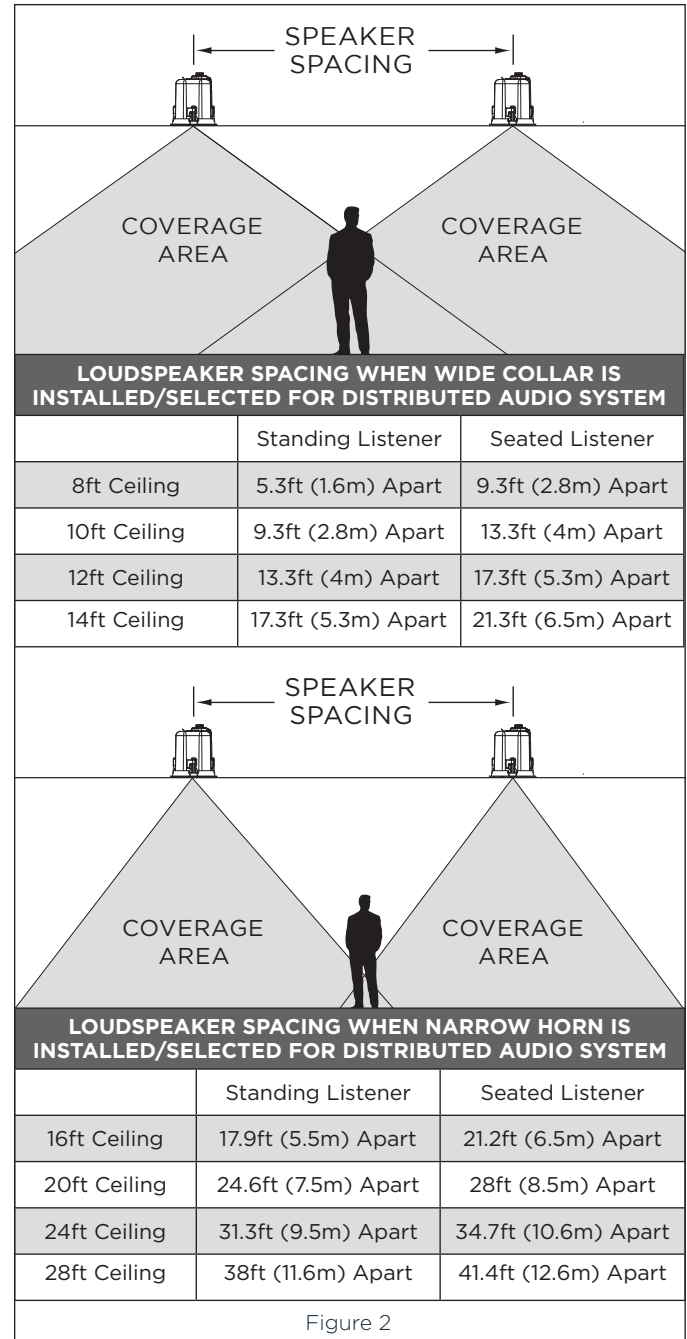 SPEAKER
SPACING
COVERAGE
AREA
COVERAGE
AREA
LOUDSPEAKER SPACING WHEN WIDE COLLAR IS
INSTALLED/SELECTED FOR DISTRIBUTED AUDIO SYSTEM
Standing Listener Seated Listener
8ft Ceiling 5.3ft (1.6m) Apart 9.3ft (2.8m) Apart
10ft Ceiling 9.3ft (2.8m) Apart 13.3ft (4m) Apart
12ft Ceiling 13.3ft (4m) Apart 17.3ft (5.3m) Apart
14ft Ceiling 17.3ft (5.3m) Apart 21.3ft (6.5m) Apart
SPEAKER
SPACING
COVERAGE
AREA
COVERAGE
AREA
LOUDSPEAKER SPACING WHEN NARROW HORN IS
INSTALLED/SELECTED FOR DISTRIBUTED AUDIO SYSTEM
Standing Listener Seated Listener
16ft Ceiling 17.9ft (5.5m) Apart 21.2ft (6.5m) Apart
20ft Ceiling 24.6ft (7.5m) Apart 28ft (8.5m) Apart
24ft Ceiling 31.3ft (9.5m) Apart 34.7ft (10.6m) Apart
28ft Ceiling 38ft (11.6m) Apart 41.4ft (12.6m) Apart
Figure 2